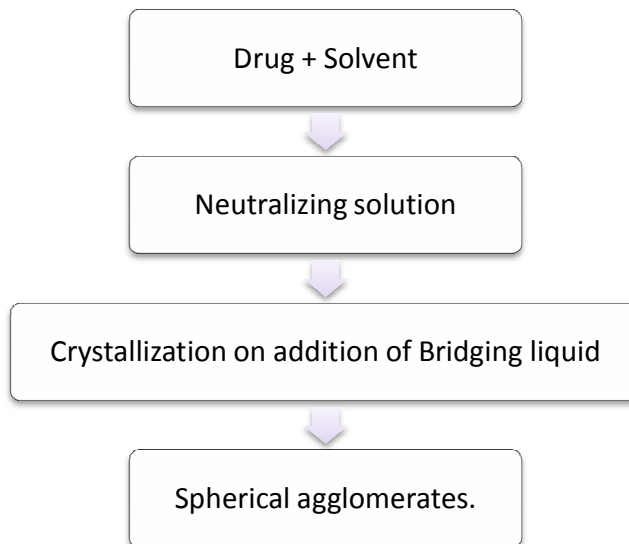 Drug + Solvent
Neutralizing solution
Crystallization on addition of Bridging liquid
Spherical agglomerates.